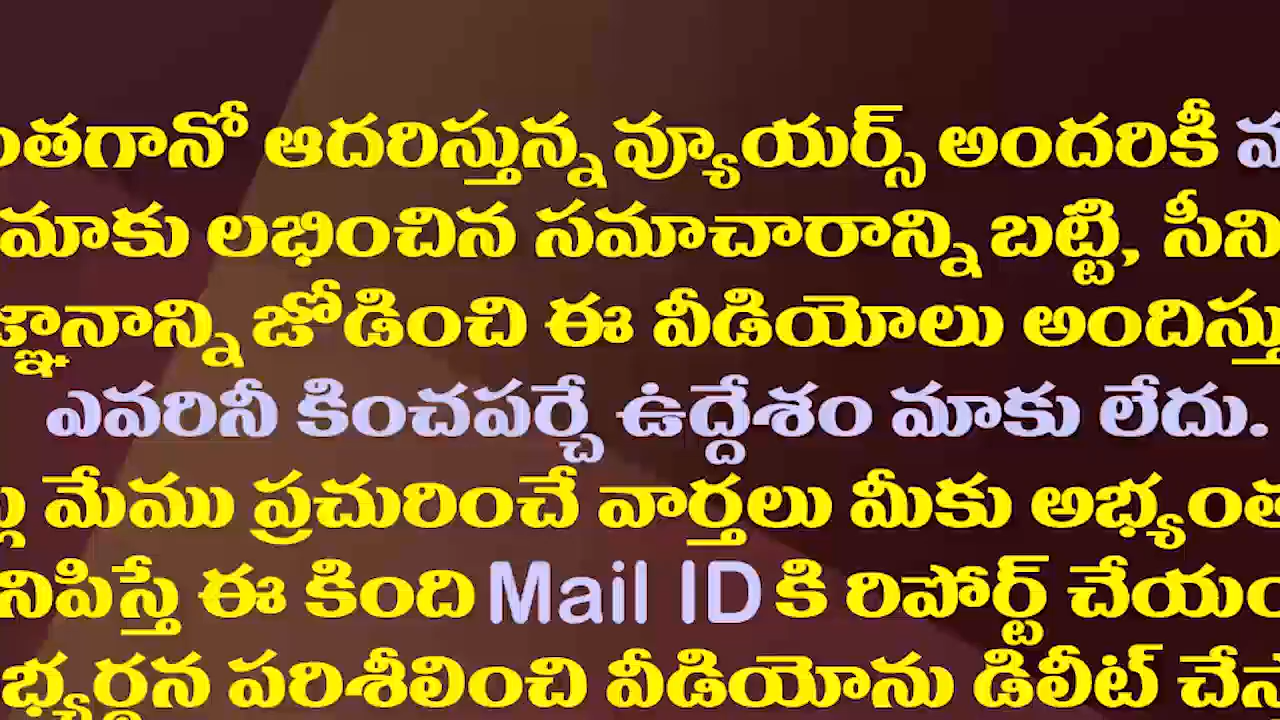 ంతగానో ఆదరిస్తున్న వ్యూయర్స్ అందరికీ
మాకు లభించిన సమాచారాన్ని బట్టి, సీని
జ్ఞానాన్ని జోడించి ఈ వీడియోలు అందిస్తు
ఎవరినీ కించపర్చే ఉద్దేశం మాకు లేదు.
మేము ప్రచురించే వార్తలు మీకు అభ్యంత
నిపిస్తే ఈ కింది Mail ID కి రిపోర్ట్ చేయం
భ్యర్థన పరిశీలించి వీడియోను డిలీట్ చేస